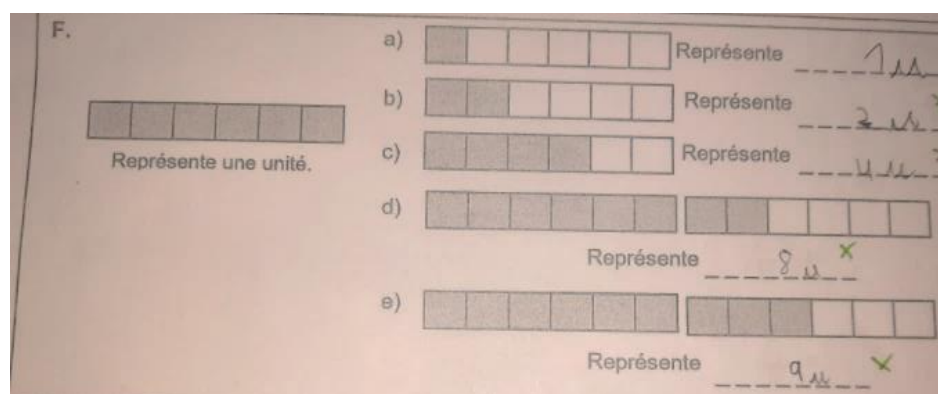 F.
a) Représente 1u
b) Représente 2u
Représente une unité.
c) Représente 4u
d)
Représente 8u x
e)
Représente 9u x